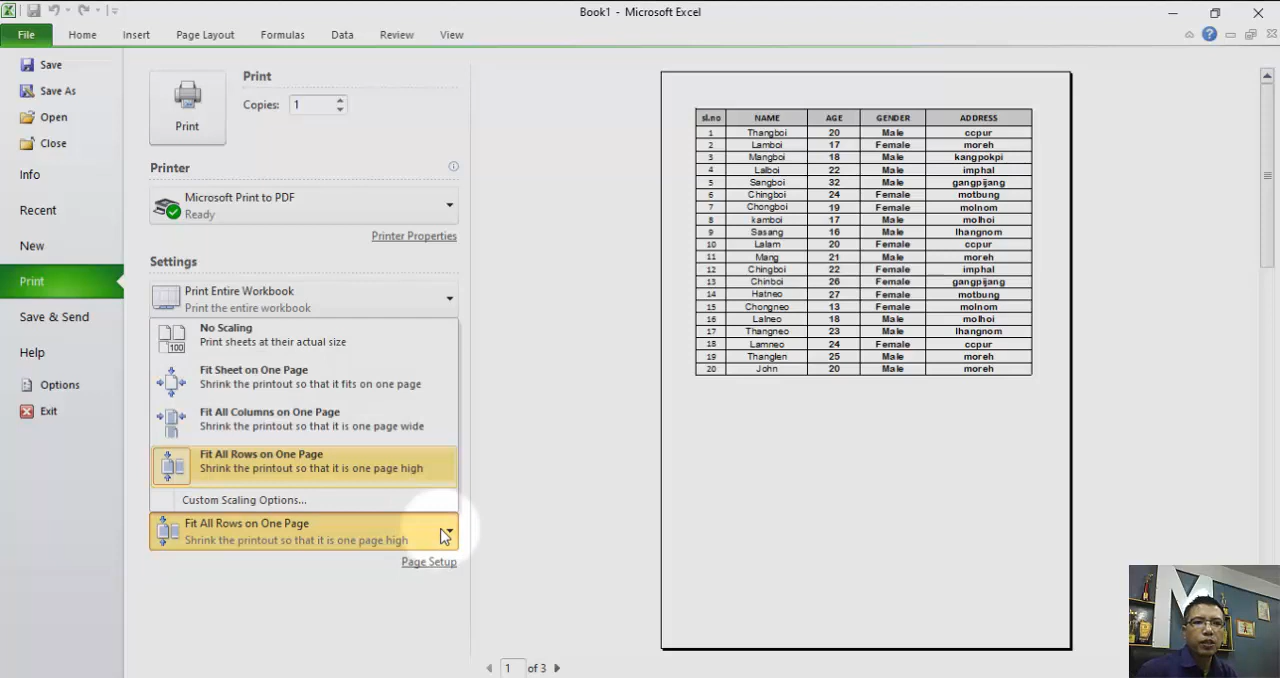 Book1 - Microsoft Excel
File Home Insert Page Layout Formulas Data Review View
Save
Save As
Open
Close
Info
Recent
New
Print
Save & Send
Help
Options
Exit
Print
Print
Copies: 1
Printer
Microsoft Print to PDF
Ready
Printer Properties
Settings
Print Entire Workbook
Print the entire workbook
No Scaling
Print sheets at their actual size
100
Fit Sheet on One Page
Shrink the printout so that it fits on one page
Fit All Columns on One Page
Shrink the printout so that it is one page wide
Fit All Rows on One Page
Shrink the printout so that it is one page high
Custom Scaling Options...
Fit All Rows on One Page
Shrink the printout so that it is one page high
Page Setup
sl.no NAME AGE GENDER ADDRESS
1 Thangboi 20 Male ccpur
2 Lamboi 17 Female moreh
3 Mangboi 18 Male kangpokpi
4 Lalboi 22 Male imphal
5 Sangboi 32 Male gangpijang
6 Chingboi 24 Female motbung
7 Chongboi 19 Female molnom
8 kamboi 17 Male molhoi
9 Sasang 16 Male lhangnom
10 Lalam 20 Female ccpur
11 Mang 21 Male moreh
12 Chingboi 22 Female imphal
13 Chinboi 26 Female gangpijang
14 Hatneo 27 Female motbung
15 Chongneo 13 Female molnom
16 Lalneo 18 Male molhoi
17 Thangneo 23 Male lhangnom
18 Lamneo 24 Female ccpur
19 Thanglen 25 Male moreh
20 John 20 Male moreh
1 of 3